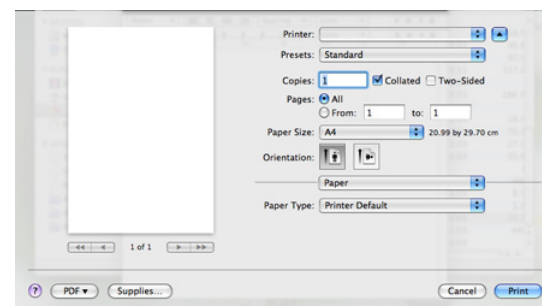 Printer:
Presets: Standard
Copies: 1 Collated Two-Sided
Pages: All
From: 1 to: 1
Paper Size: A4 20.99 by 29.70 cm
Orientation:
Paper
Paper Type: Printer Default
1 of 1
? PDF Supplies... Cancel Print